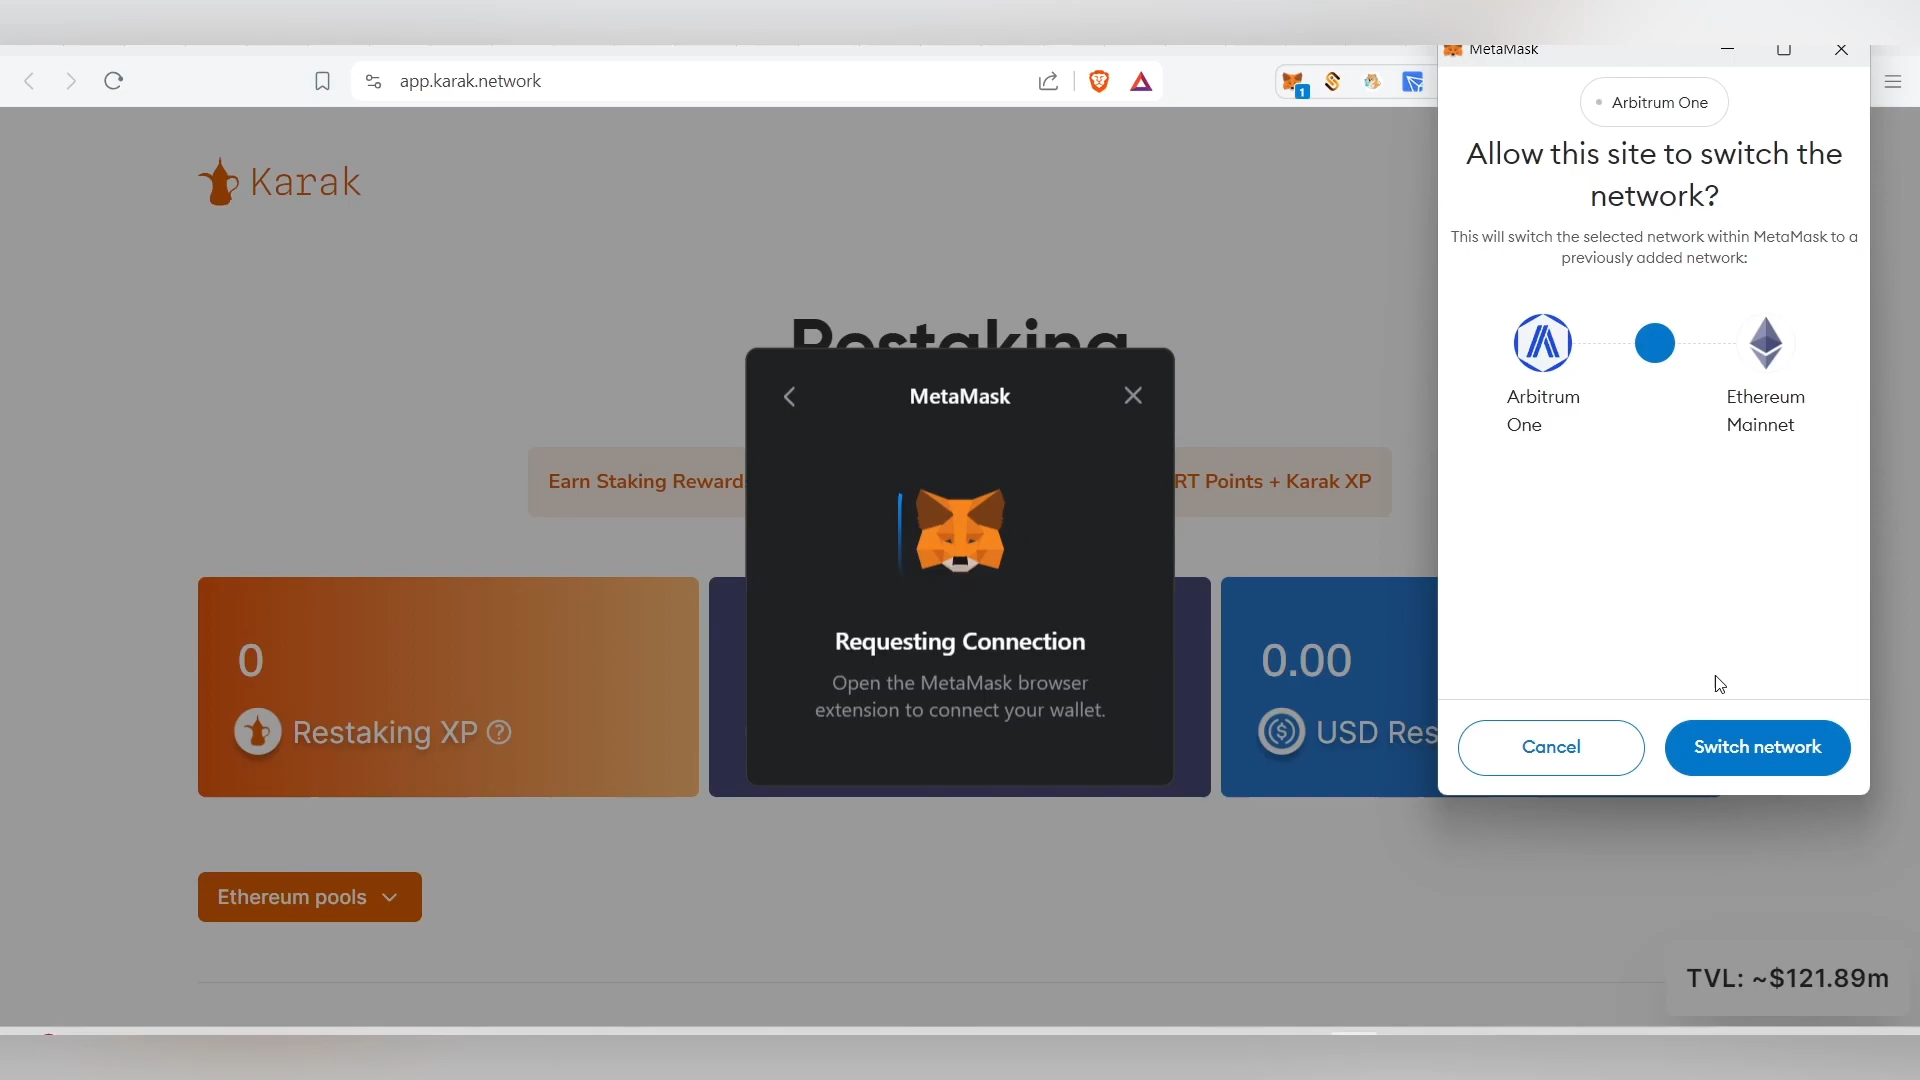 MetaMask
app.karak.network
1
Arbitrum One
Allow this site to switch the
network?
This will switch the selected network within MetaMask to a
previously added network:
Arbitrum
One
Ethereum
Mainnet
Cancel
Switch network
Karak
Restaking
Earn Staking Reward
RT Points + Karak XP
MetaMask
Requesting Connection
Open the MetaMask browser
extension to connect your wallet.
0
Restaking XP ?
0.00
USD Res
Ethereum pools
TVL: ~$121.89m